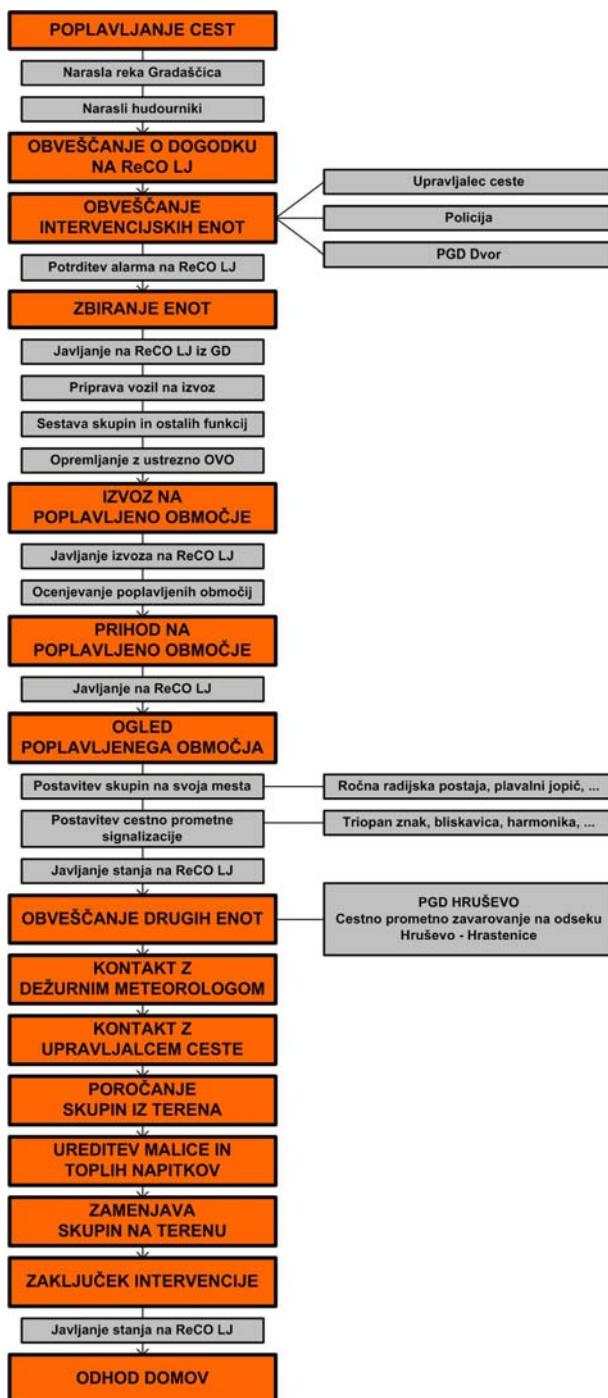 POPLAVLJANJE CEST
Narasla reka Gradaščica
Narasli hudourniki
OBVEŠČANJE O DOGODKU
NA ReCO LJ
OBVEŠČANJE
INTERVENCIJSKIH ENOT
Upravljalec ceste
Policija
PGD Dvor
Potrditev alarma na ReCO LJ
ZBIRANJE ENOT
Javljanje na ReCO LJ iz GD
Priprava vozil na izvoz
Sestava skupin in ostalih funkcij
Opremljanje z ustrezno OVO
IZVOZ NA
POPLAVLJENO OBMOČJE
Javljanje izvoza na ReCO LJ
Ocenjevanje poplavljenih območij
PRIHOD NA
POPLAVLJENO OBMOČJE
Javljanje na ReCO LJ
OGLED
POPLAVLJENEGA OBMOČJA
Postavitev skupin na svoja mesta
Ročna radijska postaja, plavalni jopič, ...
Postavitev cestno prometne
signalizacije
Triopan znak, bliskavica, harmonika, ...
Javljanje stanja na ReCO LJ
OBVEŠČANJE DRUGIH ENOT
PGD HRUŠEVO
Cestno prometno zavarovanje na odseku
Hruševo - Hrastenice
KONTAKT Z
DEŽURNIM METEOROLOGOM
KONTAKT Z
UPRAVLJALCEM CESTE
POROČANJE
SKUPIN IZ TERENA
UREDITEV MALICE IN
TOPLIH NAPITKOV
ZAMENJAVA
SKUPIN NA TERENU
ZAKLJUČEK INTERVENCIJE
Javljanje stanja na ReCO LJ
ODHOD DOMOV